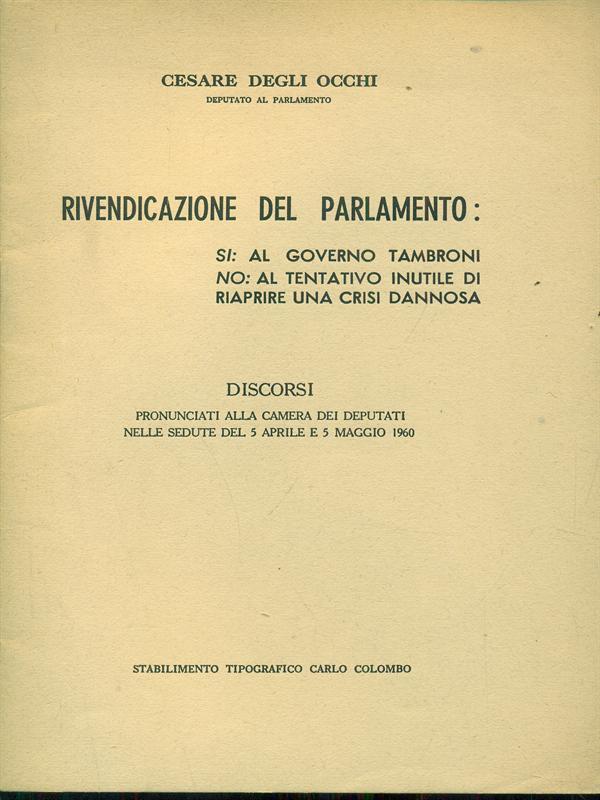 CESARE DEGLI OCCHI
DEPUTATO AL PARLAMENTO
RIVENDICAZIONE DEL PARLAMENTO:
SI: AL GOVERNO TAMBRONI
NO: AL TENTATIVO INUTILE DI
RIAPRIRE UNA CRISI DANNOSA
DISCORSI
PRONUNCIATI ALLA CAMERA DEI DEPUTATI
NELLE SEDUTE DEL 5 APRILE E 5 MAGGIO 1960
STABILIMENTO TIPOGRAFICO CARLO COLOMBO